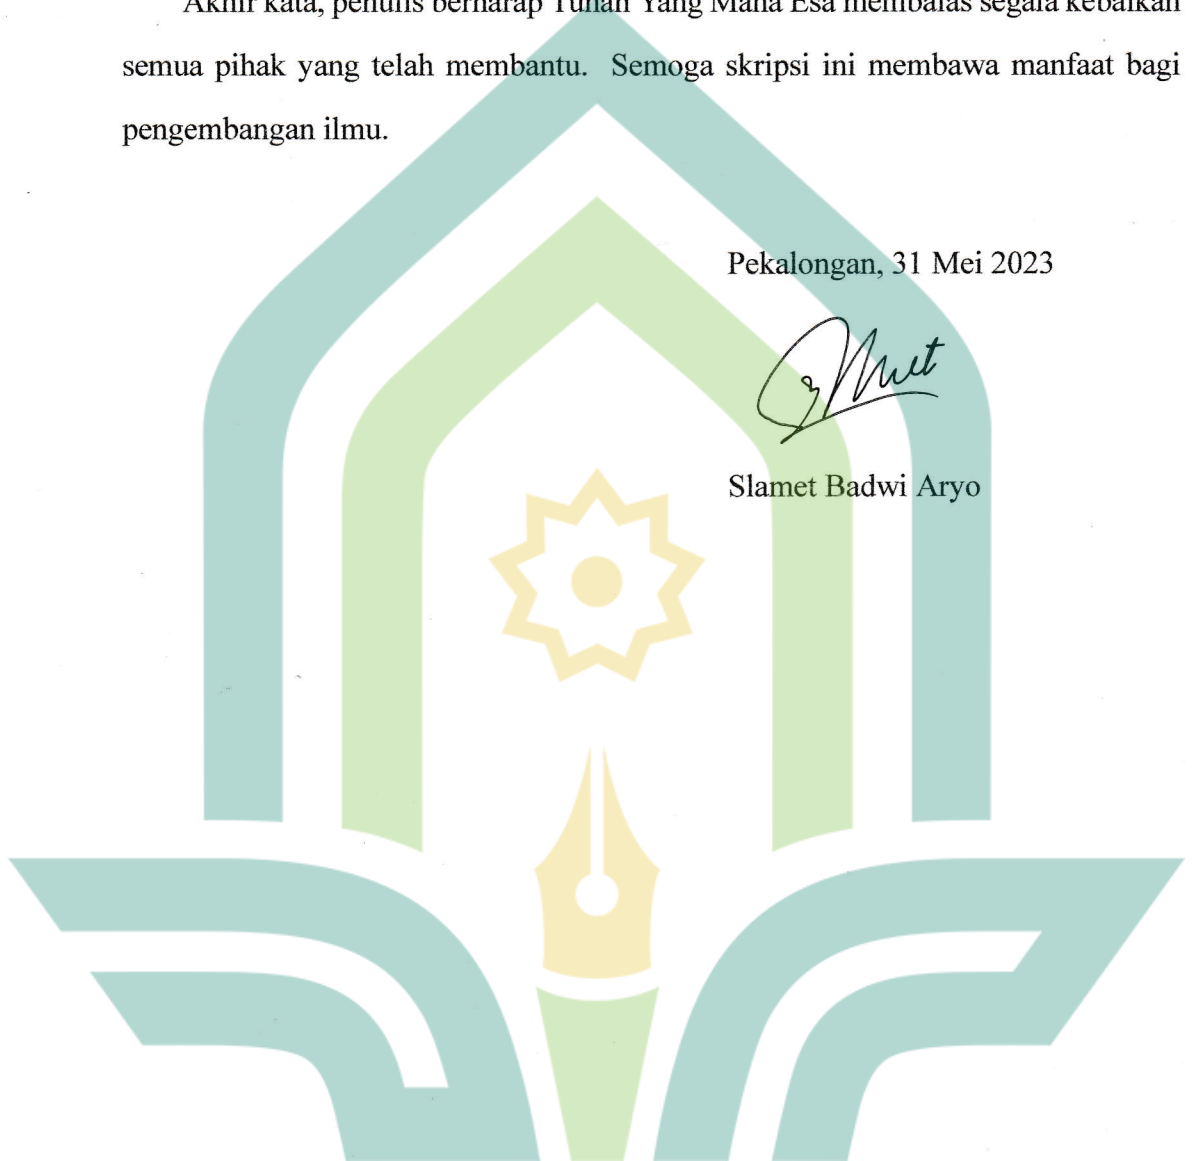 Akhir kata, penulis berharap Tuhan Yang Maha Esa membalas segala kebaikan
semua pihak yang telah membantu. Semoga skripsi ini membawa manfaat bagi
pengembangan ilmu.
Pekalongan, 31 Mei 2023
Slamet Badwi Aryo